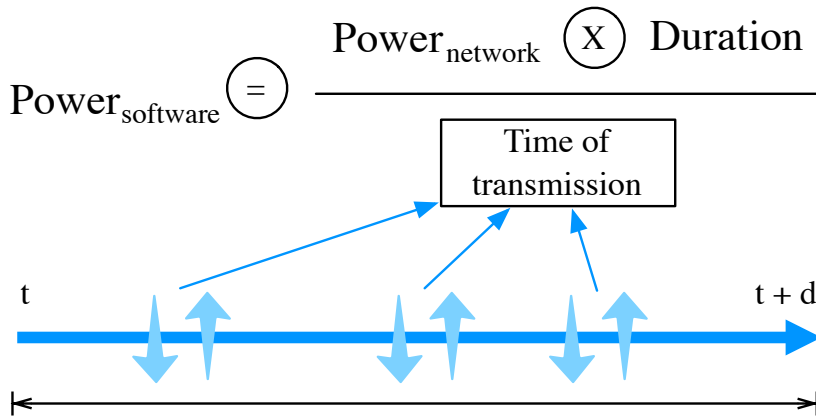 Power_network X Duration
Power_software =
Time of
transmission
t
t + d